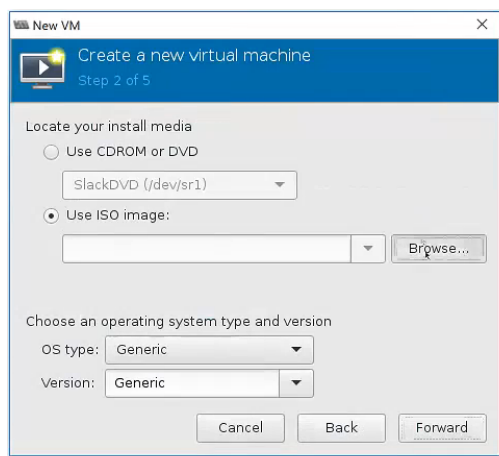 New VM
Create a new virtual machine
Step 2 of 5
Locate your install media
Use CDROM or DVD
SlackDVD (/dev/sr1)
Use ISO image:
Browse...
Choose an operating system type and version
OS type: Generic
Version: Generic
Cancel Back Forward